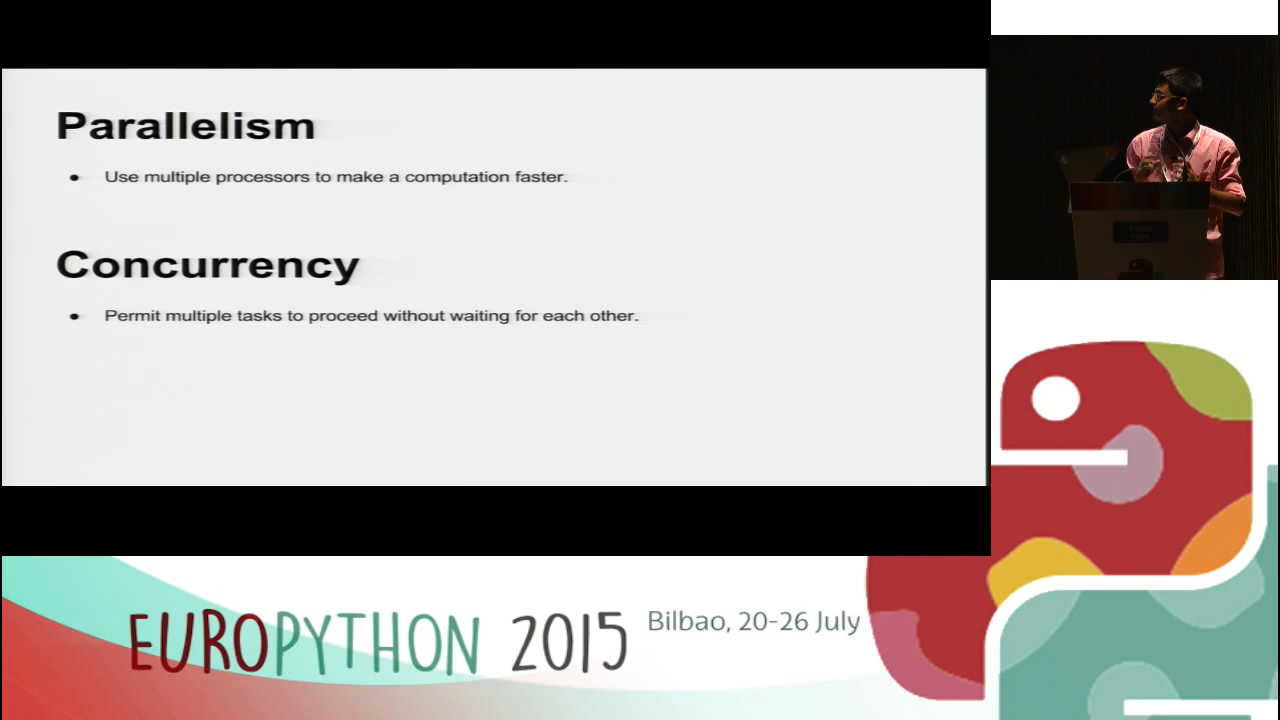 Parallelism
● Use multiple processors to make a computation faster.
Concurrency
● Permit multiple tasks to proceed without waiting for each other.
EUROPYTHON 2015 Bilbao, 20-26 July